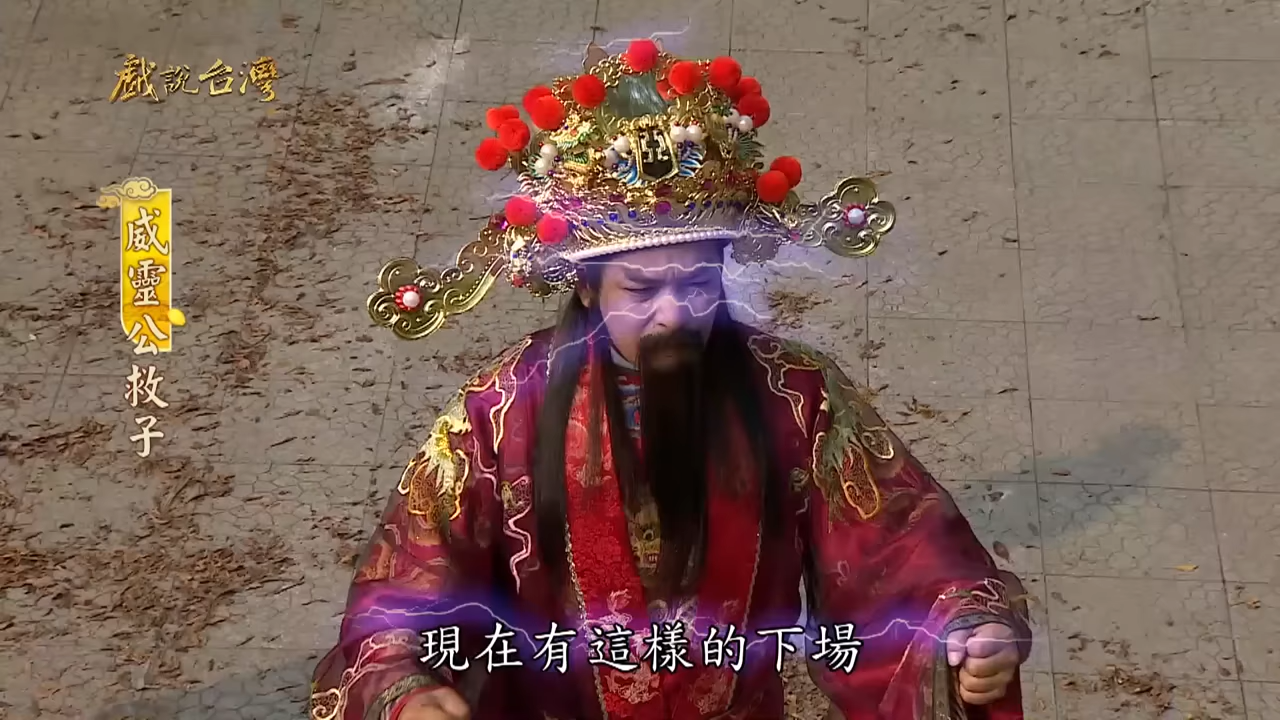 戲說台灣
威靈公救子
現在有這樣的下場